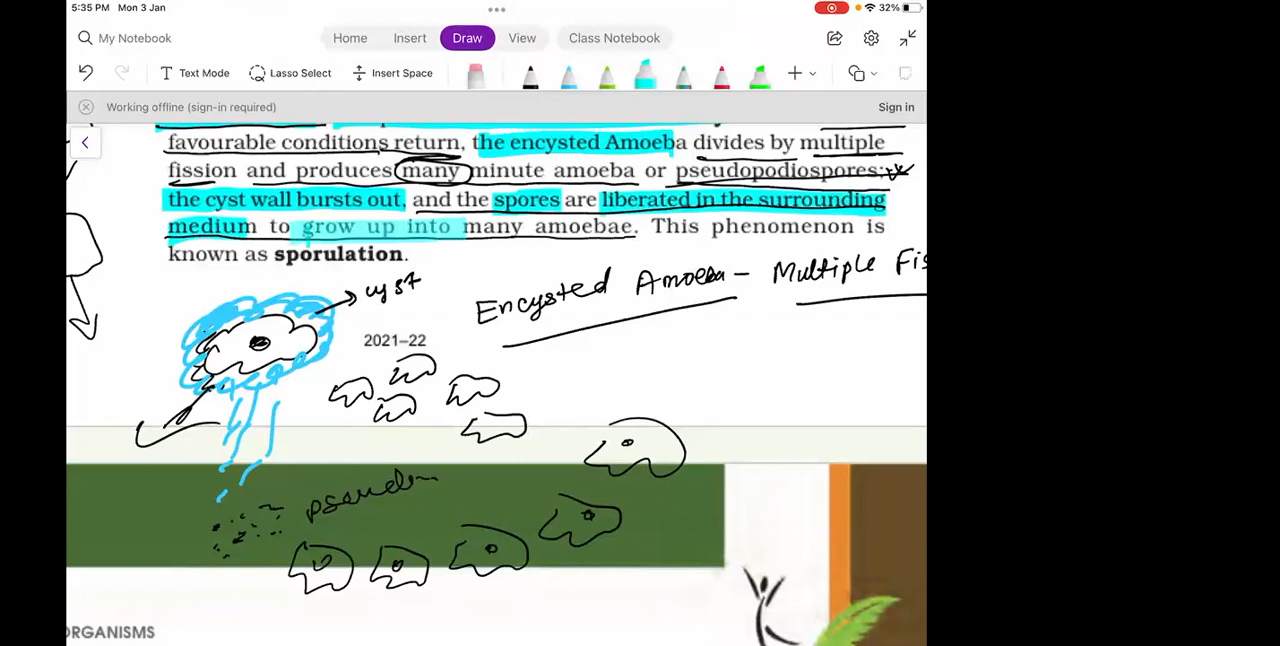 5:35 PM Mon 3 Jan
32%
My Notebook
Home Insert Draw View Class Notebook
Text Mode Lasso Select Insert Space
Working offline (sign-in required) Sign in
favourable conditions return, the encysted Amoeba divides by multiple
fission and produces many minute amoeba or pseudopodiospores;
the cyst wall bursts out, and the spores are liberated in the surrounding
medium to grow up into many amoebae. This phenomenon is
known as sporulation.
cyst
Encysted Amoeba - Multiple Fis
2021–22
pseudo
ORGANISMS